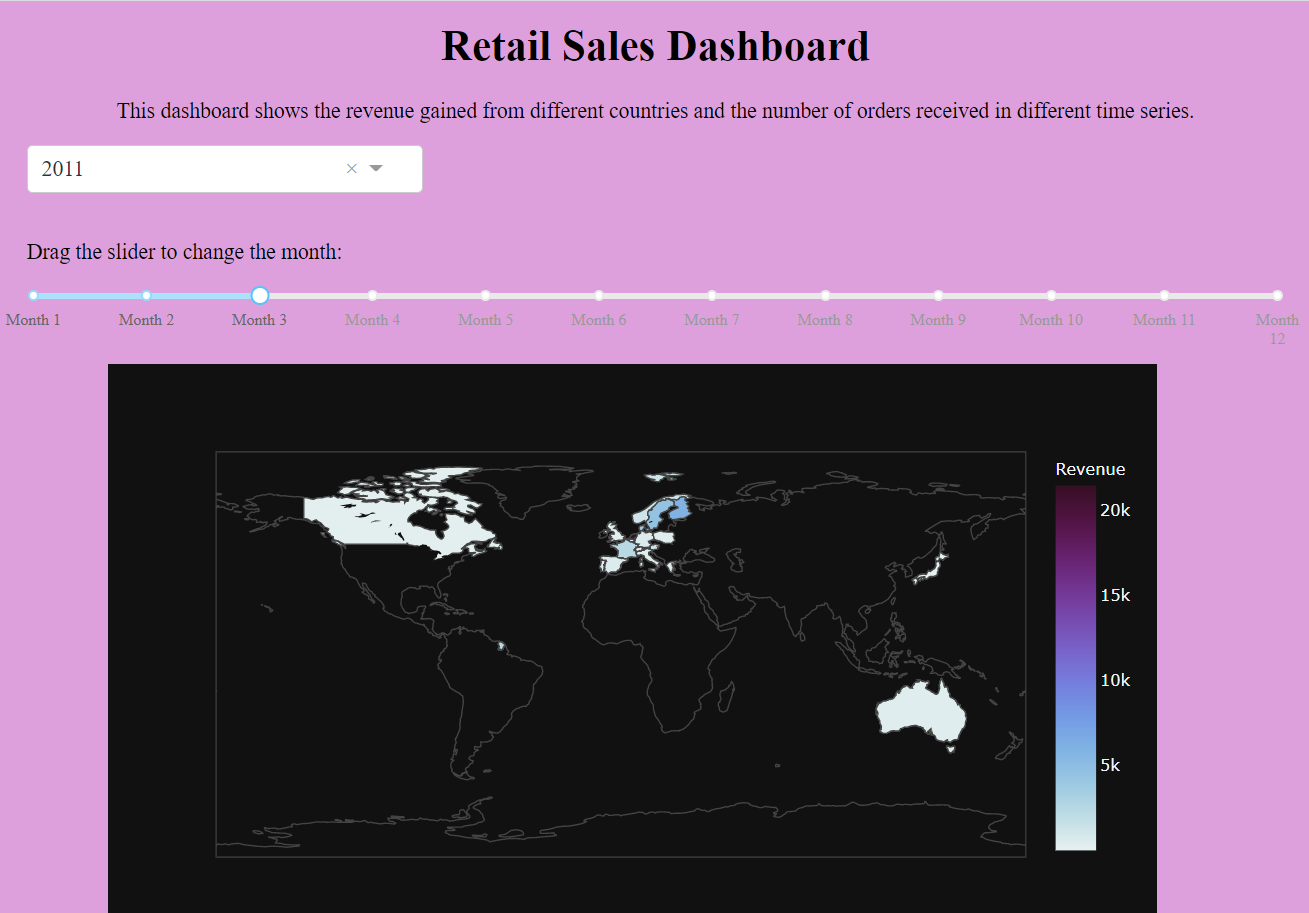 Retail Sales Dashboard
This dashboard shows the revenue gained from different countries and the number of orders received in different time series.
2011
Drag the slider to change the month:
Month 1 Month 2 Month 3 Month 4 Month 5 Month 6 Month 7 Month 8 Month 9 Month 10 Month 11 Month 12
Revenue
20k
15k
10k
5k